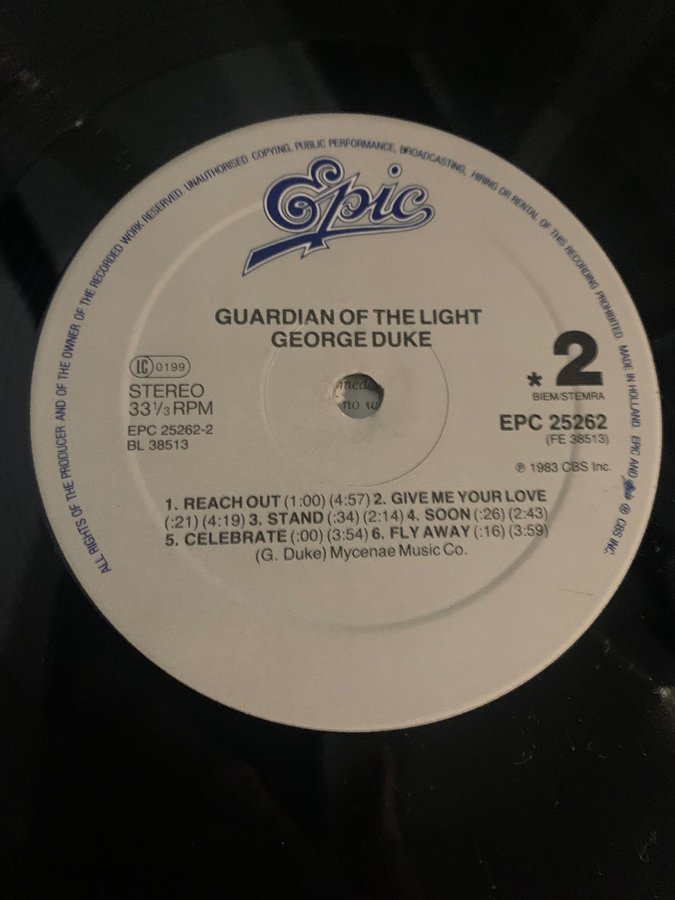 ALL RIGHTS OF THE PRODUCER AND OF THE OWNER OF THE RECORDED WORK RESERVED. UNAUTHORISED COPYING, PUBLIC PERFORMANCE, BROADCASTING, HIRING OR RENTAL OF THIS RECORDING PROHIBITED. MADE IN HOLLAND. EPIC AND Epic ® CBS INC.
Epic
GUARDIAN OF THE LIGHT
GEORGE DUKE
LC 0199
STEREO
33 1/3 RPM
EPC 25262-2
BL 38513
* 2
BIEM/STEMRA
EPC 25262
(FE 38513)
℗ 1983 CBS Inc.
no
1. REACH OUT (1:00) (4:57) 2. GIVE ME YOUR LOVE
(:21) (4:19) 3. STAND (:34) (2:14) 4. SOON (:26) (2:43)
5. CELEBRATE (:00) (3:54) 6. FLY AWAY (:16) (3:59)
(G. Duke) Mycenae Music Co.